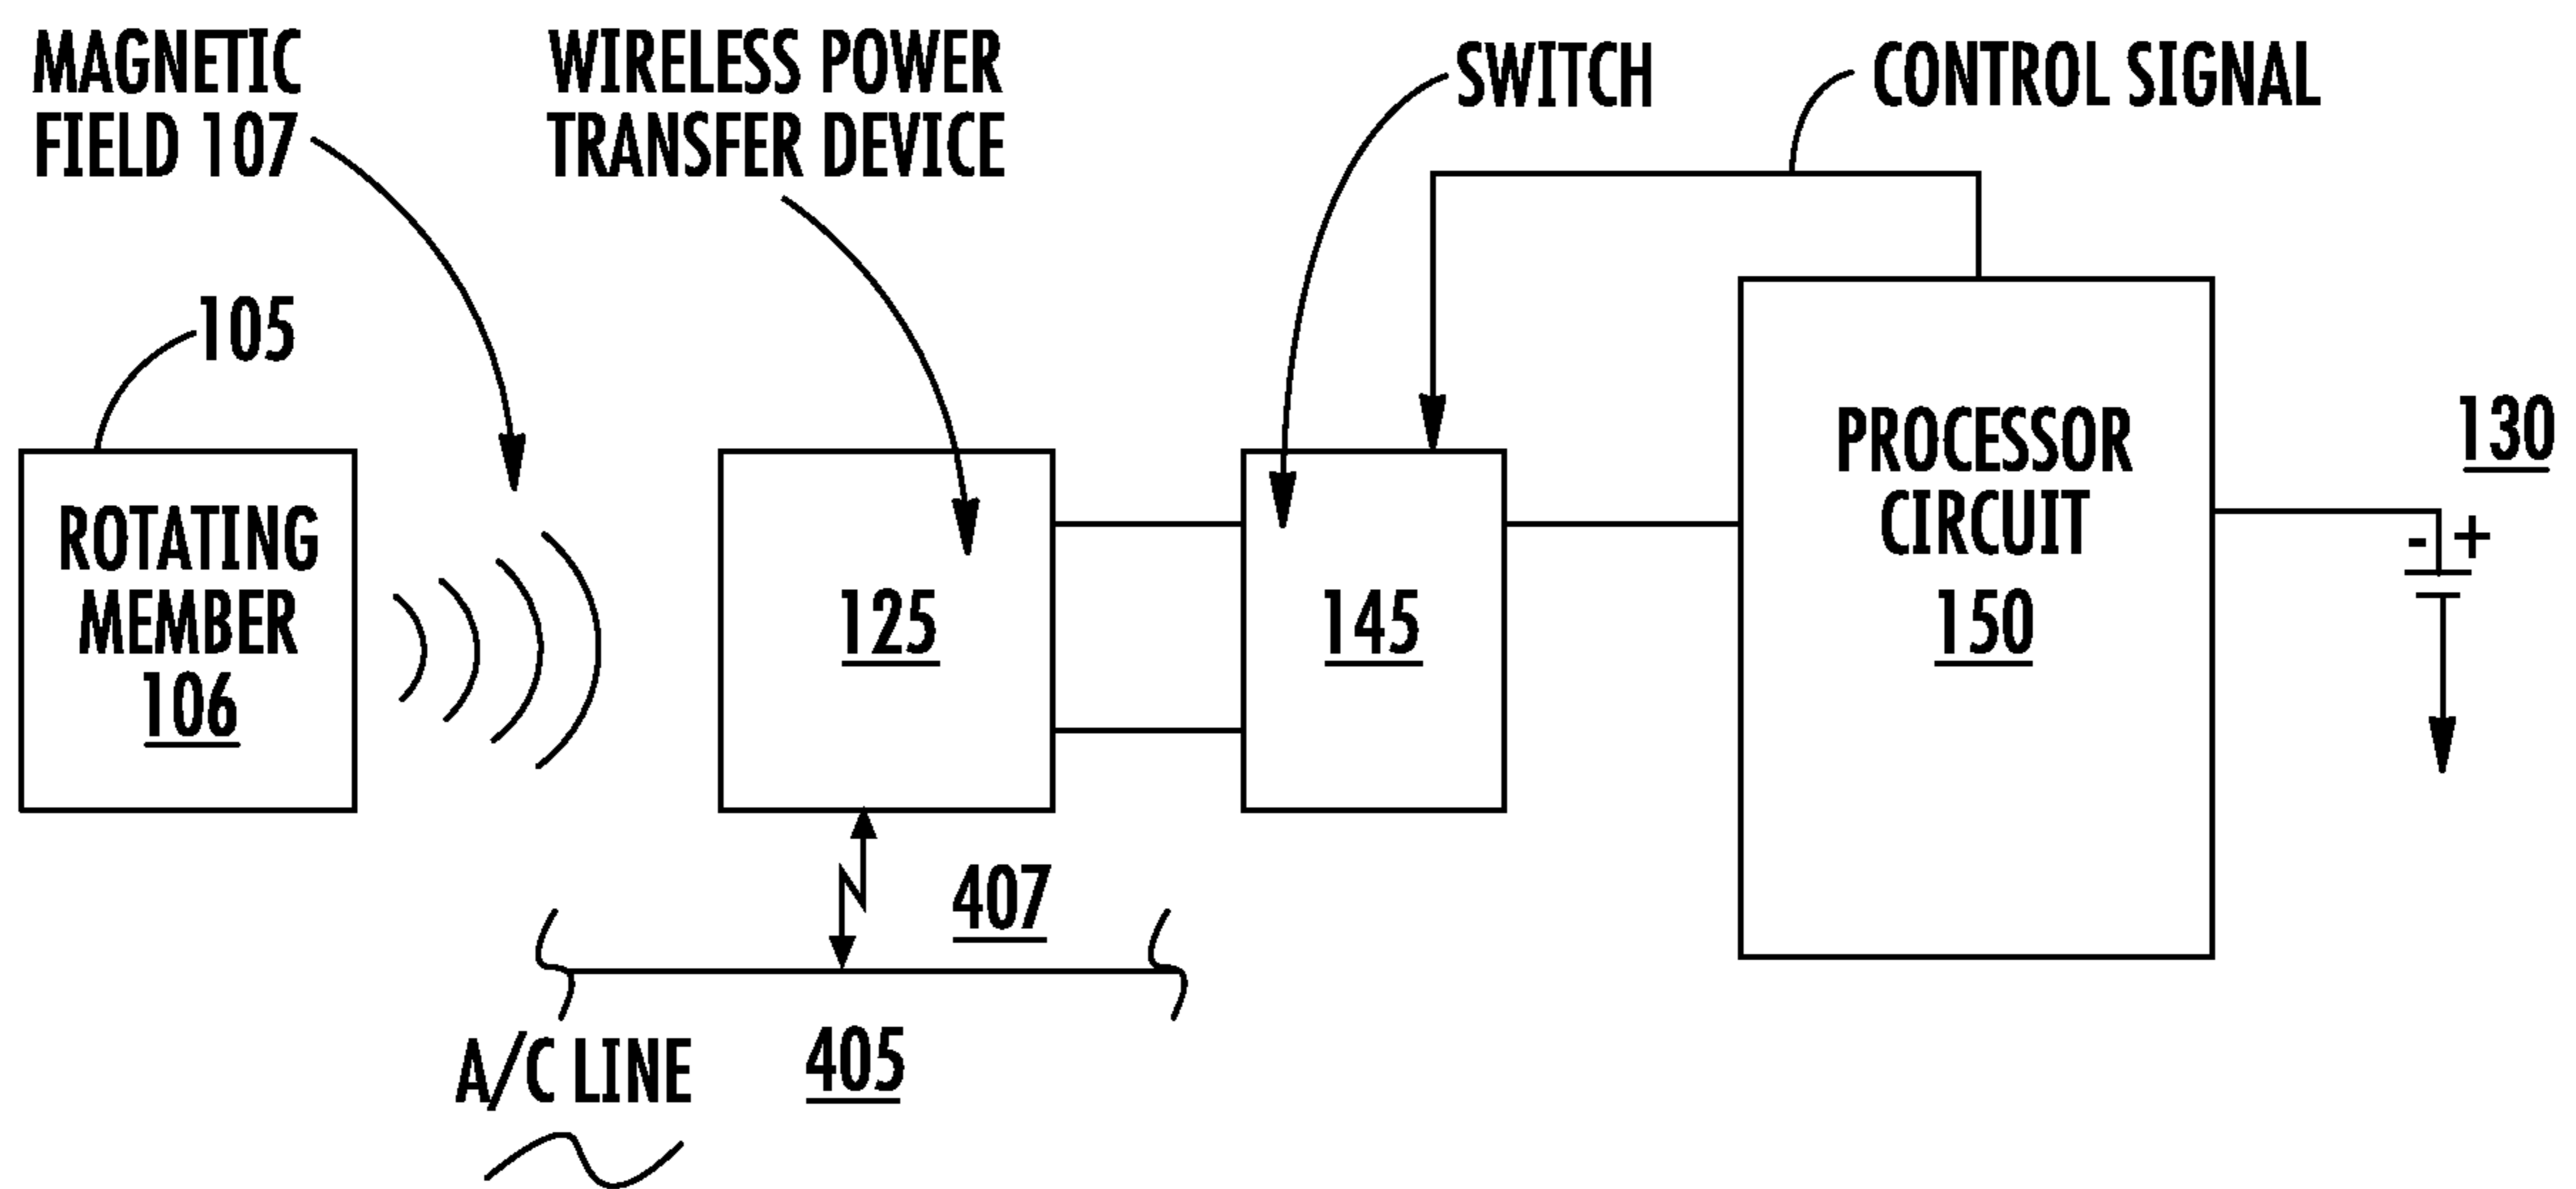 MAGNETIC
FIELD 107
WIRELESS POWER
TRANSFER DEVICE
SWITCH
CONTROL SIGNAL
105
ROTATING
MEMBER
106
125
145
PROCESSOR
CIRCUIT
150
130
- +
407
A/C LINE
405